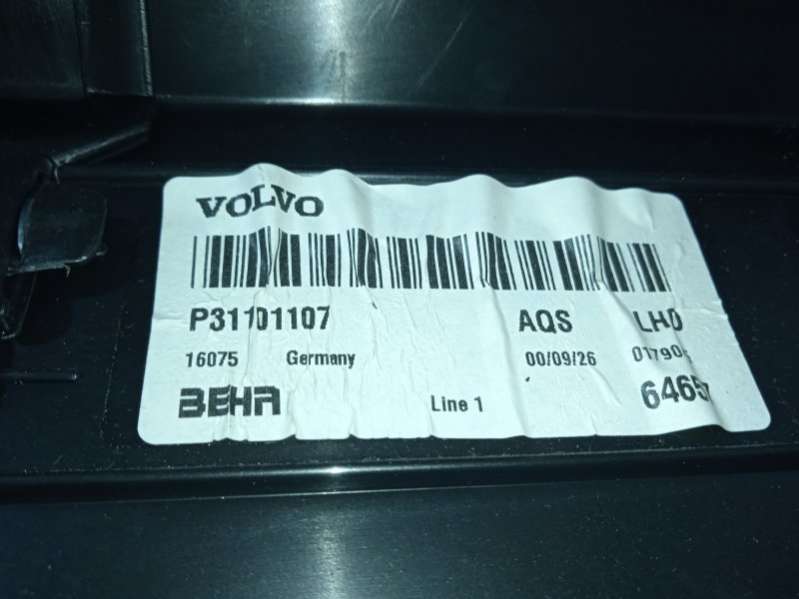 VOLVO
P31101107 AQS LHD
16075 Germany 00/09/26
BEHR Line 1